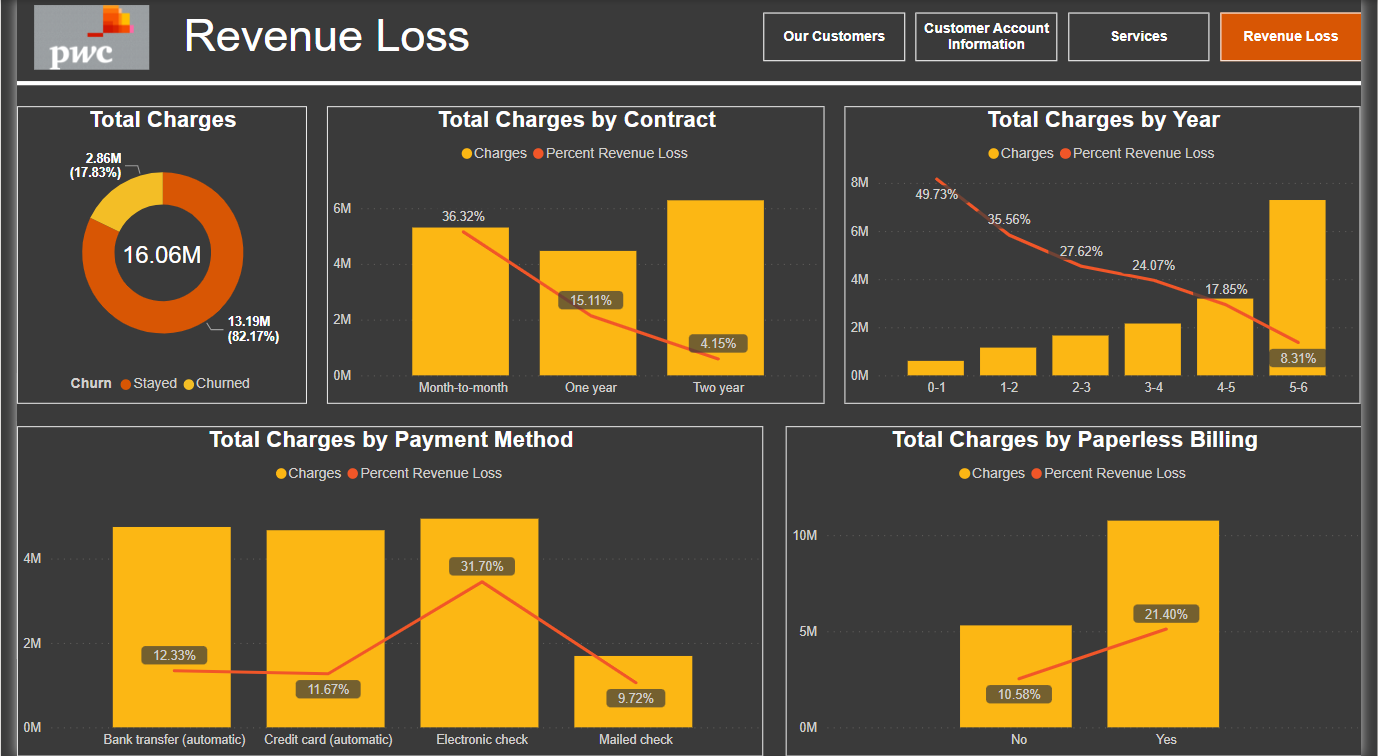 pwc
Revenue Loss
Our Customers
Customer Account
Information
Services
Revenue Loss
Total Charges
2.86M
(17.83%)
16.06M
13.19M
(82.17%)
Churn Stayed Churned
Total Charges by Contract
Charges Percent Revenue Loss
6M
4M
2M
0M
36.32%
15.11%
4.15%
Month-to-month One year Two year
Total Charges by Year
Charges Percent Revenue Loss
8M
6M
4M
2M
0M
49.73%
35.56%
27.62%
24.07%
17.85%
8.31%
0-1 1-2 2-3 3-4 4-5 5-6
Total Charges by Payment Method
Charges Percent Revenue Loss
4M
2M
0M
12.33%
11.67%
31.70%
9.72%
Bank transfer (automatic) Credit card (automatic) Electronic check Mailed check
Total Charges by Paperless Billing
Charges Percent Revenue Loss
10M
5M
0M
10.58%
21.40%
No Yes